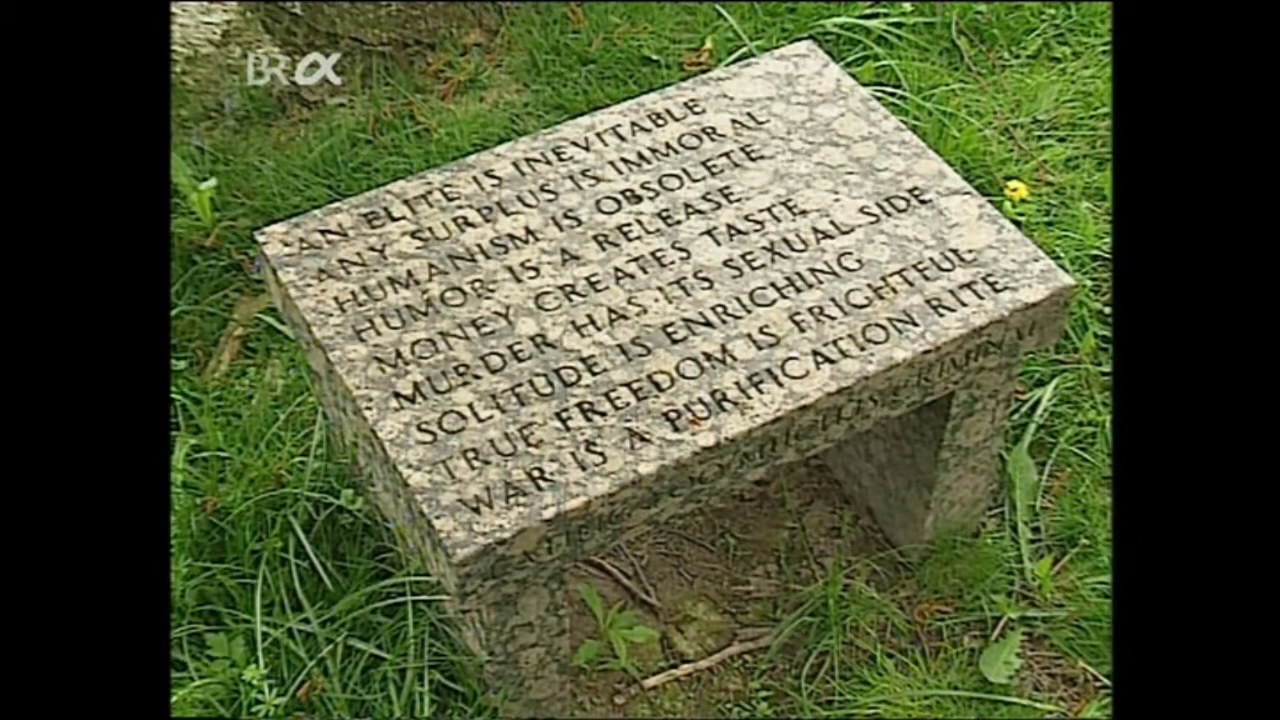 BRα
AN ELITE IS INEVITABLE
ANY SURPLUS IS IMMORAL
HUMANISM IS OBSOLETE
HUMOR IS A RELEASE
MONEY CREATES TASTE
MURDER HAS ITS SEXUAL SIDE
SOLITUDE IS ENRICHING
TRUE FREEDOM IS FRIGHTFUL
WAR IS A PURIFICATION RITE